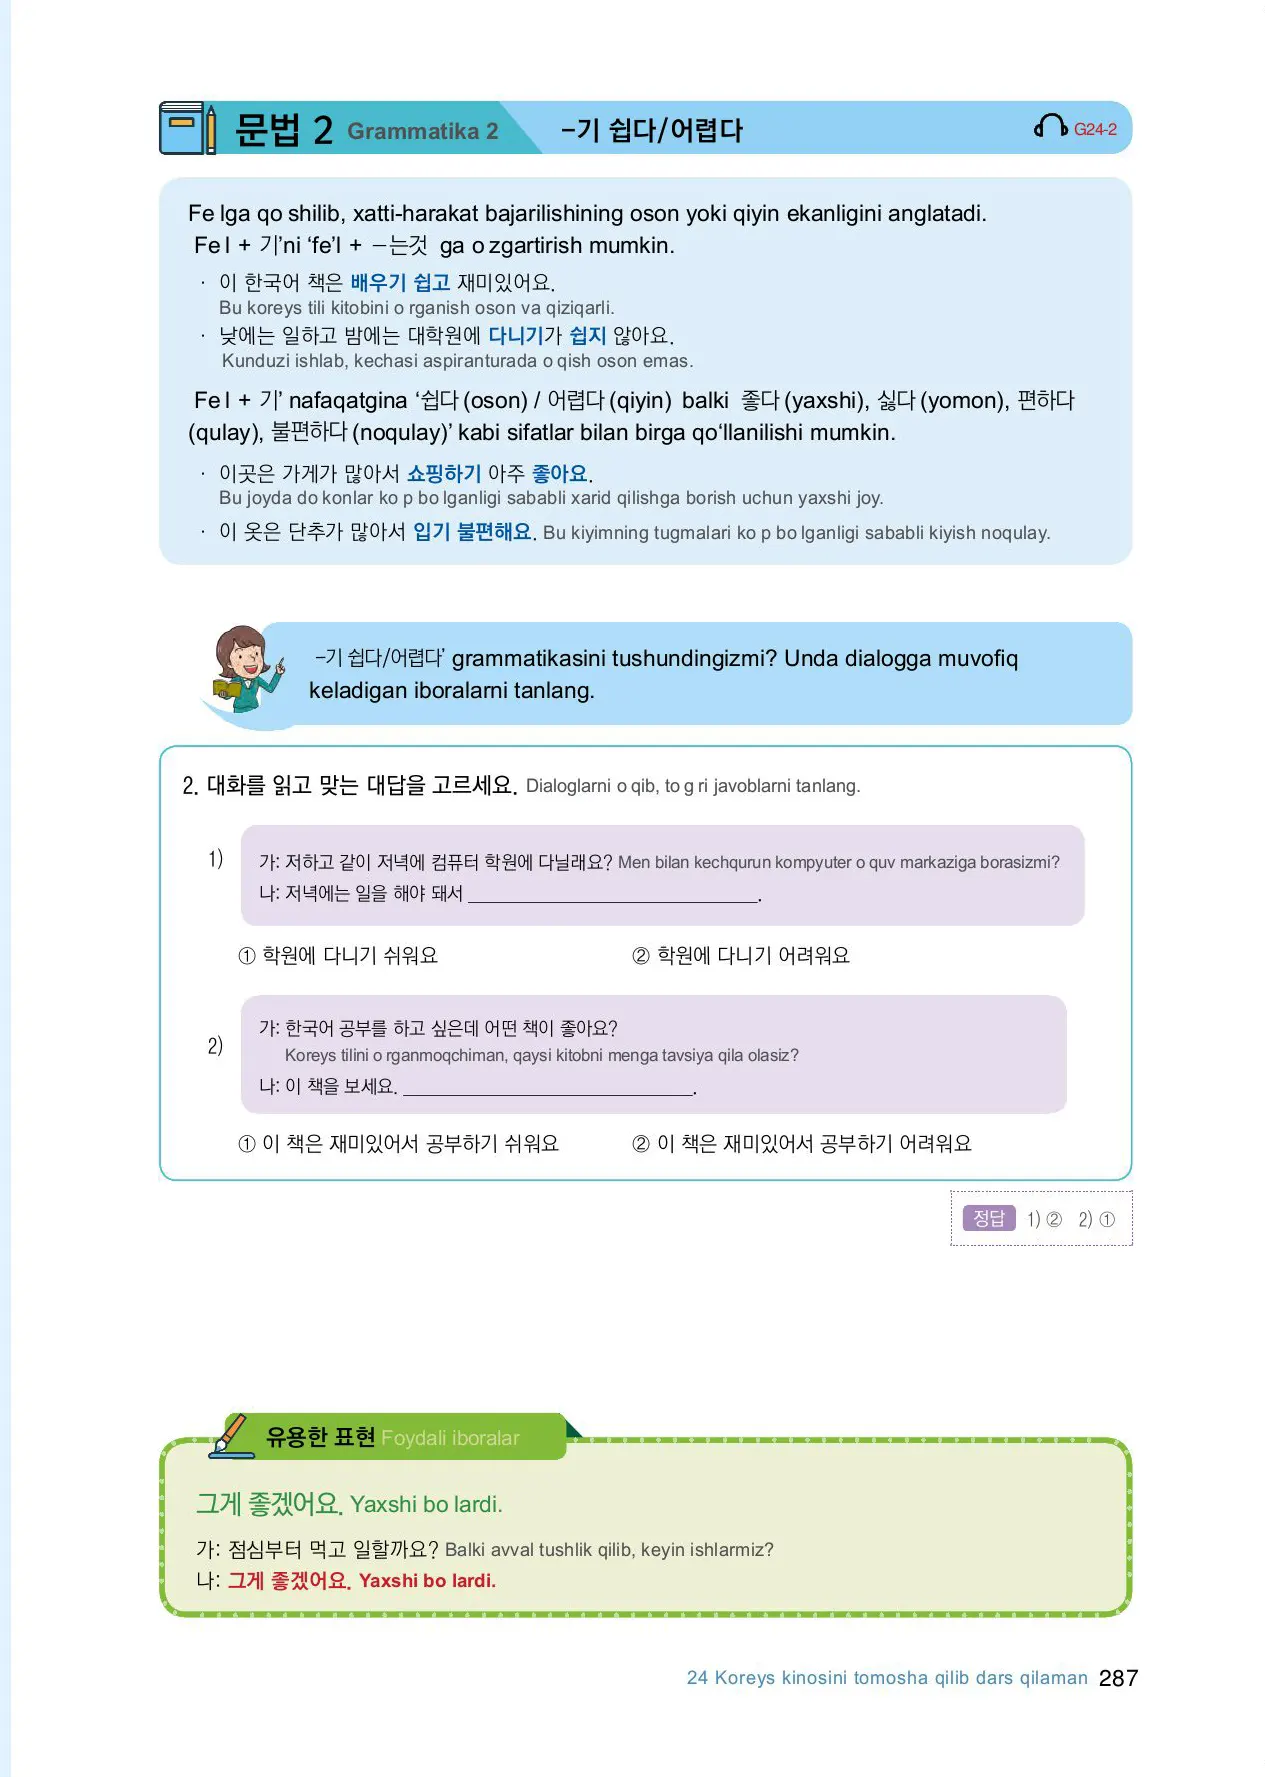 문법 2 Grammatika 2 -기 쉽다/어렵다 G24-2
Fe lga qo shilib, xatti-harakat bajarilishining oson yoki qiyin ekanligini anglatadi.
Fe l + 기’ni ‘fe’l + –는것 ga o zgartirish mumkin.
· 이 한국어 책은 배우기 쉽고 재미있어요.
Bu koreys tili kitobini o rganish oson va qiziqarli.
· 낮에는 일하고 밤에는 대학원에 다니기가 쉽지 않아요.
Kunduzi ishlab, kechasi aspiranturada o qish oson emas.
Fe l + 기’ nafaqatgina ‘쉽다 (oson) / 어렵다 (qiyin) balki 좋다 (yaxshi), 싫다 (yomon), 편하다
(qulay), 불편하다 (noqulay)’ kabi sifatlar bilan birga qo‘llanilishi mumkin.
· 이곳은 가게가 많아서 쇼핑하기 아주 좋아요.
Bu joyda do konlar ko p bo lganligi sababli xarid qilishga borish uchun yaxshi joy.
· 이 옷은 단추가 많아서 입기 불편해요. Bu kiyimning tugmalari ko p bo lganligi sababli kiyish noqulay.
-기 쉽다/어렵다’ grammatikasini tushundingizmi? Unda dialogga muvofiq
keladigan iboralarni tanlang.
2. 대화를 읽고 맞는 대답을 고르세요. Dialoglarni o qib, to g ri javoblarni tanlang.
1) 가: 저하고 같이 저녁에 컴퓨터 학원에 다닐래요? Men bilan kechqurun kompyuter o quv markaziga borasizmi?
나: 저녁에는 일을 해야 돼서 ______________________________.
① 학원에 다니기 쉬워요 ② 학원에 다니기 어려워요
2) 가: 한국어 공부를 하고 싶은데 어떤 책이 좋아요?
Koreys tilini o rganmoqchiman, qaysi kitobni menga tavsiya qila olasiz?
나: 이 책을 보세요. ______________________________.
① 이 책은 재미있어서 공부하기 쉬워요 ② 이 책은 재미있어서 공부하기 어려워요
정답 1) ② 2) ①
유용한 표현 Foydali iboralar
그게 좋겠어요. Yaxshi bo lardi.
가: 점심부터 먹고 일할까요? Balki avval tushlik qilib, keyin ishlarmiz?
나: 그게 좋겠어요. Yaxshi bo lardi.
24 Koreys kinosini tomosha qilib dars qilaman 287